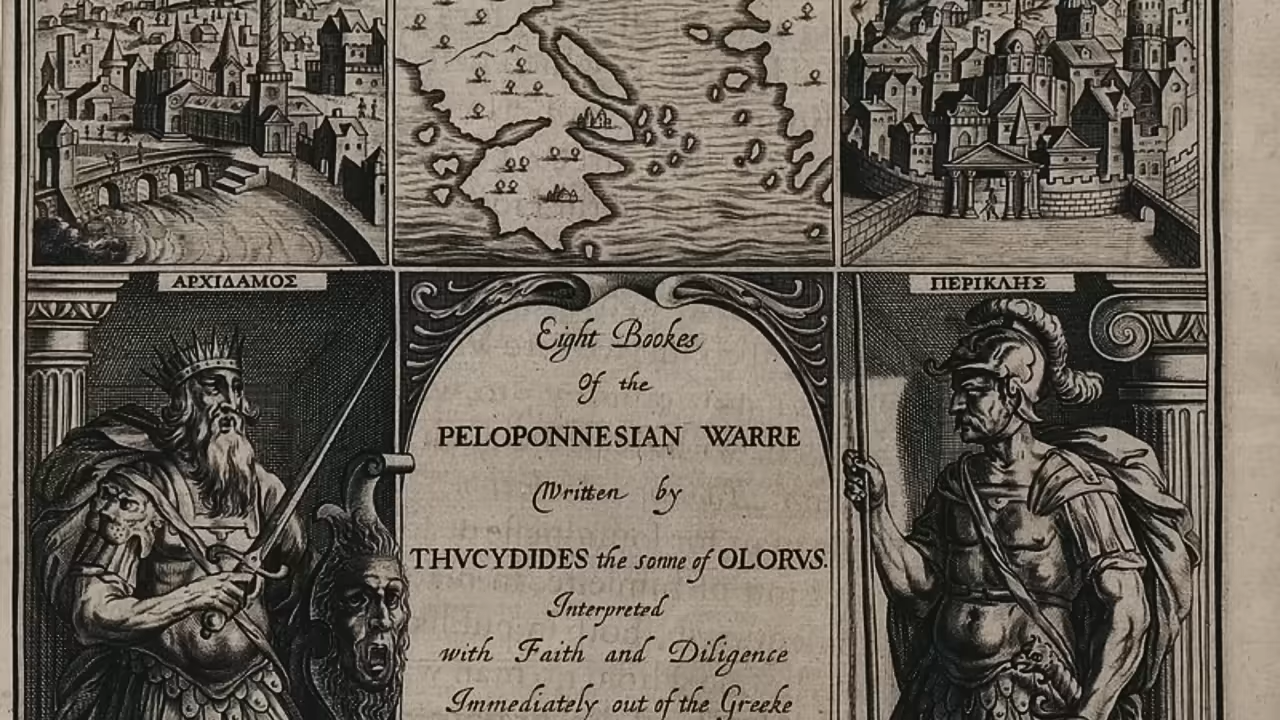 ΑΡΧΙΔΑΜΟΣ
ΠΕΡΙΚΛΗΣ
Eight Bookes
Of the
PELOPONNESIAN WARRE
Written by
THVCYDIDES the sonne of OLORVS.
Interpreted
with Faith and Diligence
Immediately out of the Greeke